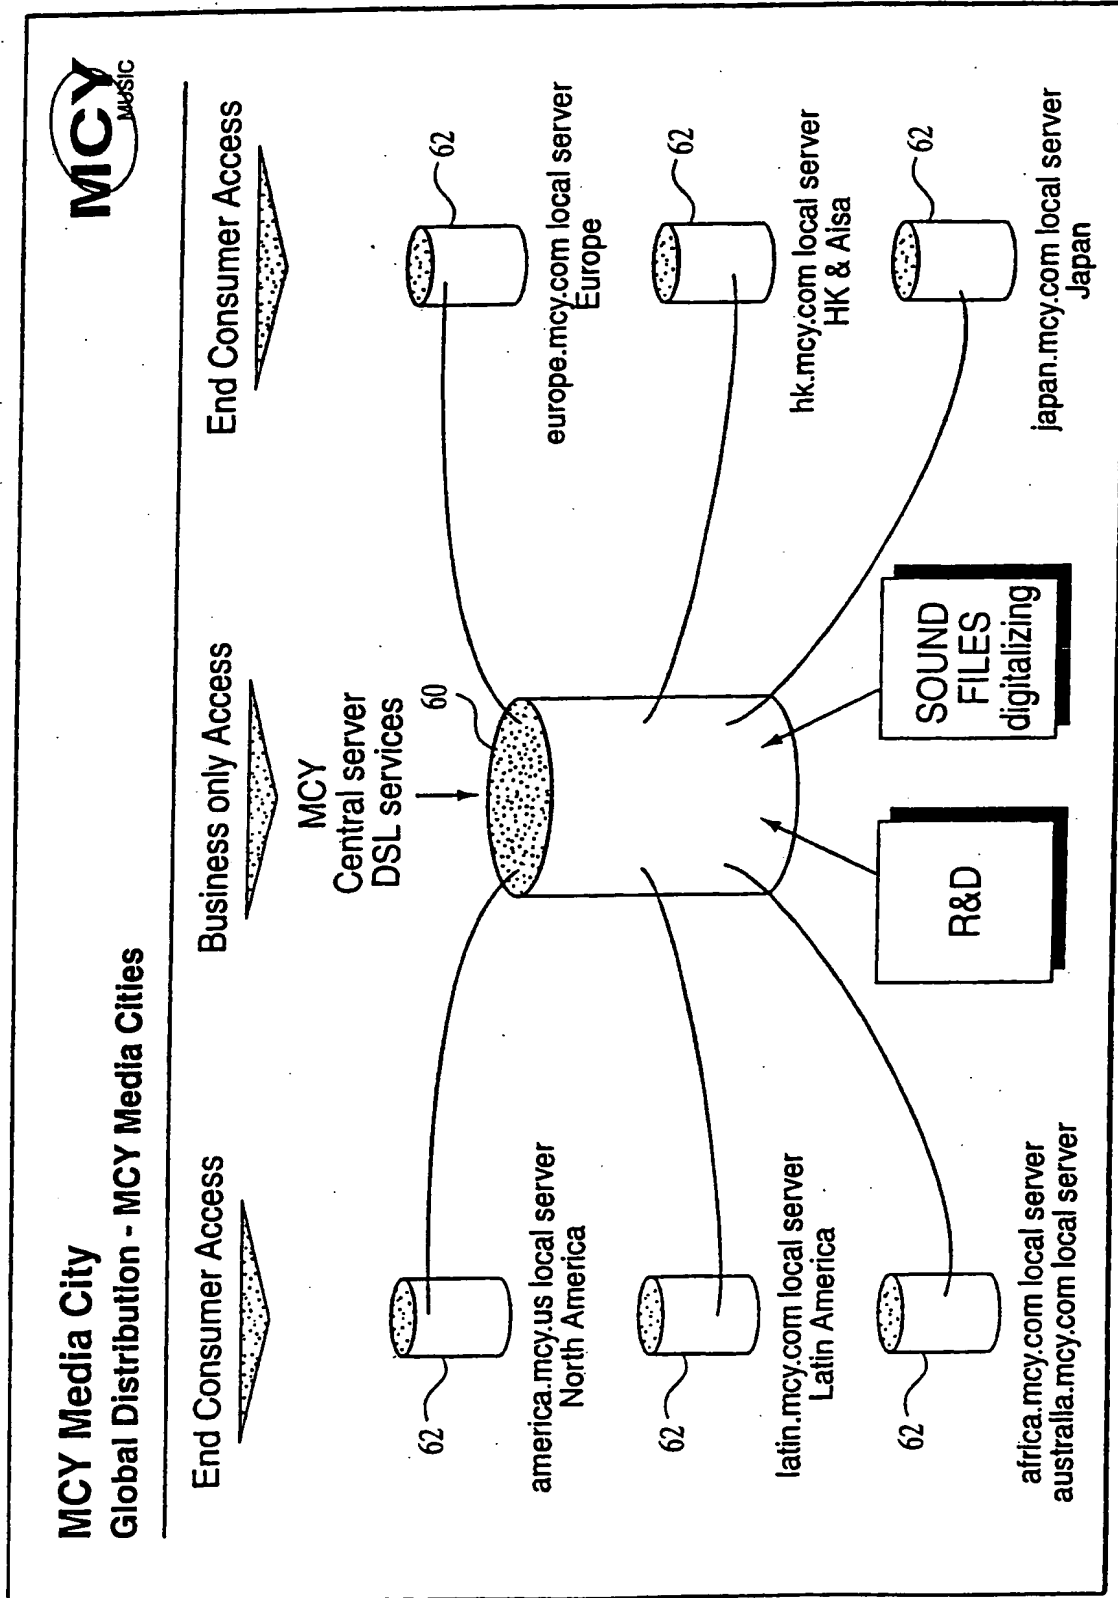 MCY Media City
Global Distribution - MCY Media Cities
MCY
MUSIC
End Consumer Access
Business only Access
End Consumer Access
MCY
Central server
DSL services
60
62
america.mcy.us local server
North America
62
latin.mcy.com local server
Latin America
62
africa.mcy.com local server
australia.mcy.com local server
62
europe.mcy.com local server
Europe
62
hk.mcy.com local server
HK & Aisa
62
japan.mcy.com local server
Japan
R&D
SOUND
FILES
digitalizing